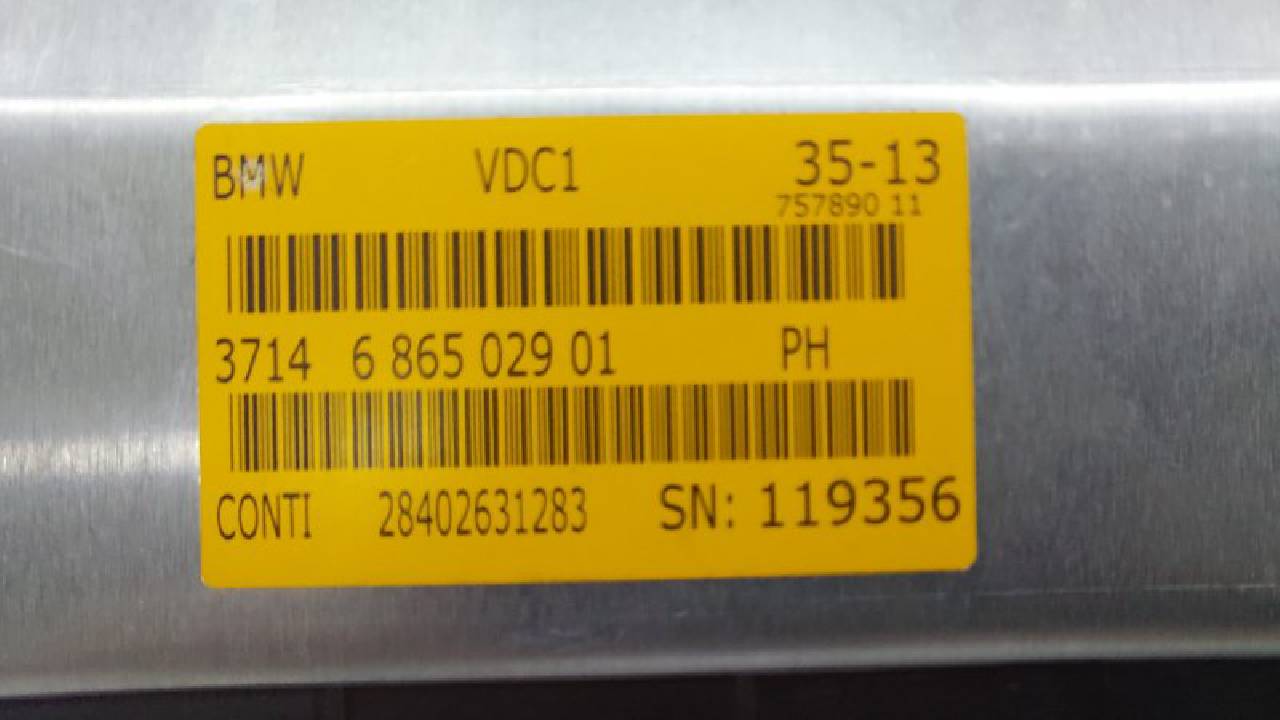 BMW VDC1 35-13
757890 11
3714 6 865 029 01 PH
CONTI 28402631283 SN: 119356